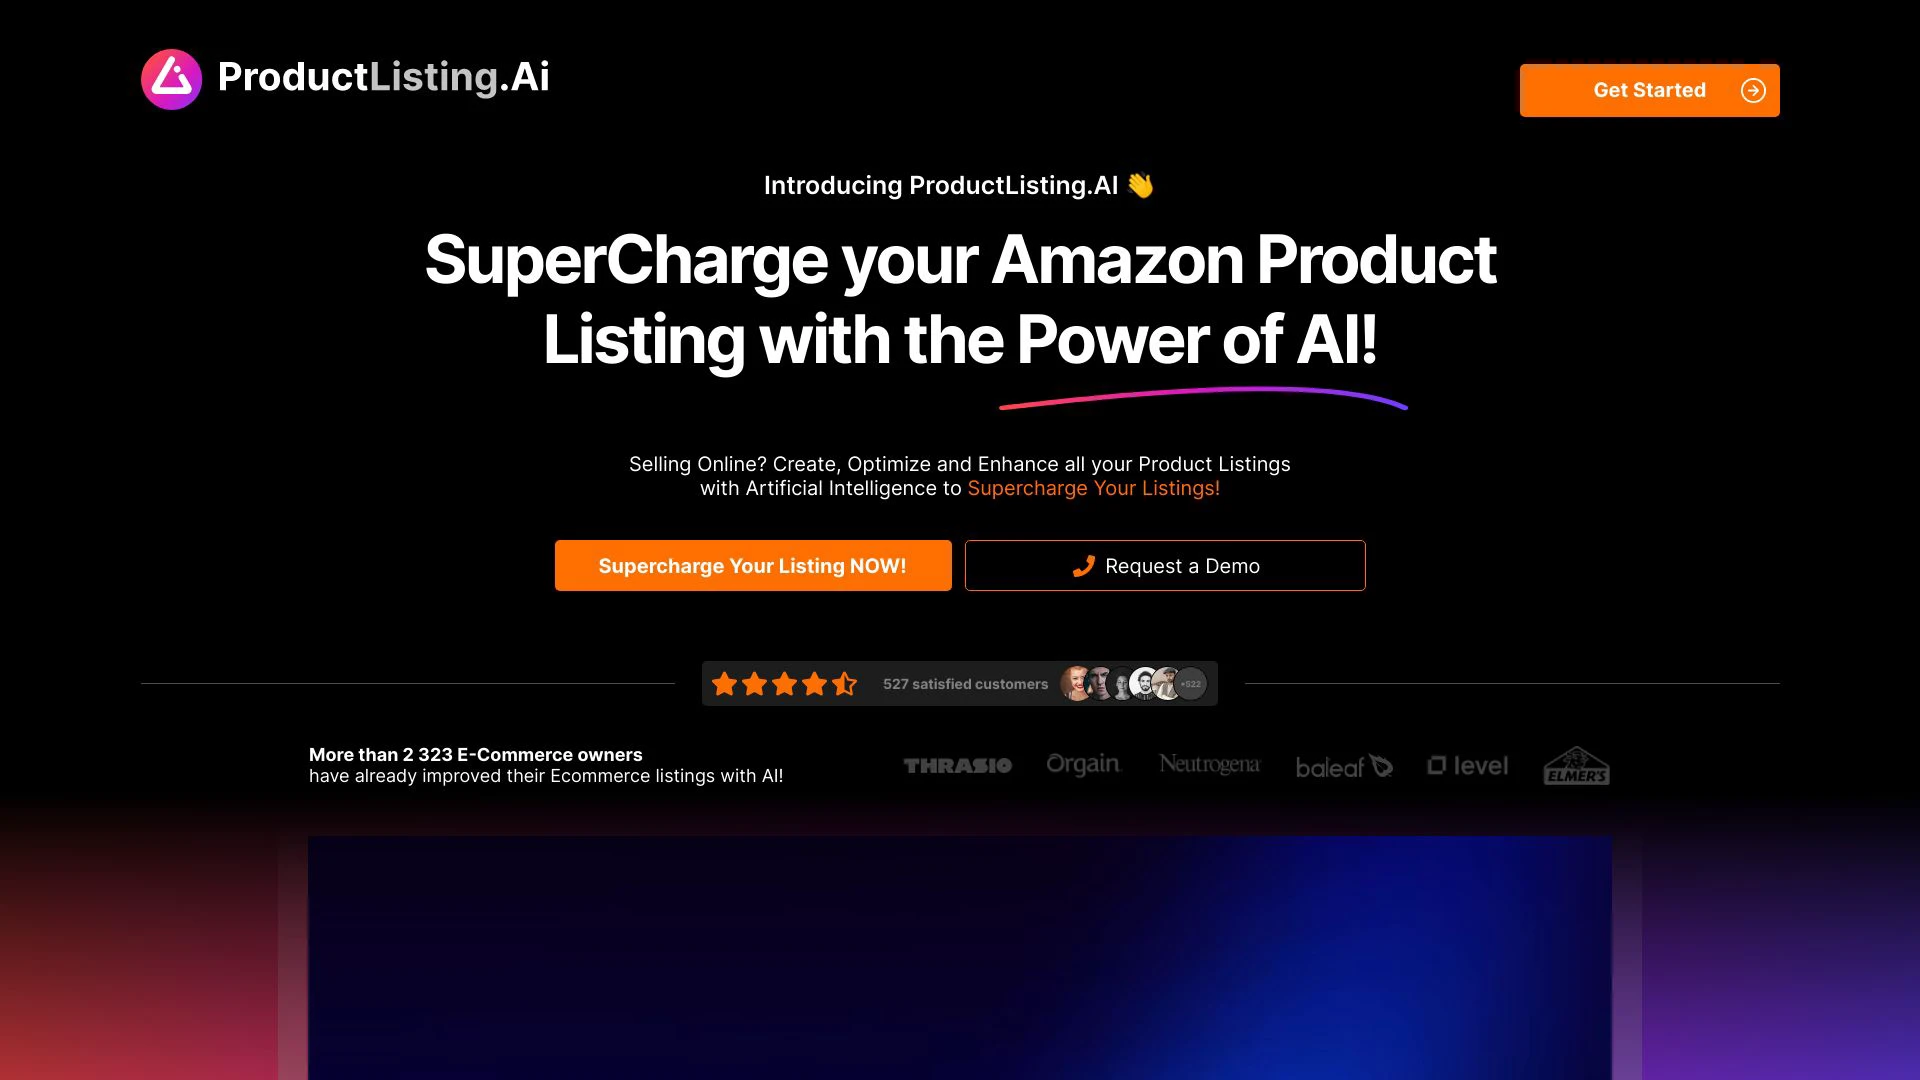 ProductListing.Ai
Get Started
Introducing ProductListing.AI 👋
SuperCharge your Amazon Product
Listing with the Power of AI!
Selling Online? Create, Optimize and Enhance all your Product Listings
with Artificial Intelligence to Supercharge Your Listings!
Supercharge Your Listing NOW!
Request a Demo
527 satisfied customers
+522
More than 2 323 E-Commerce owners
have already improved their Ecommerce listings with AI!
THRASIO
Orgain
Neutrogena
baleaf
level
ELMER'S